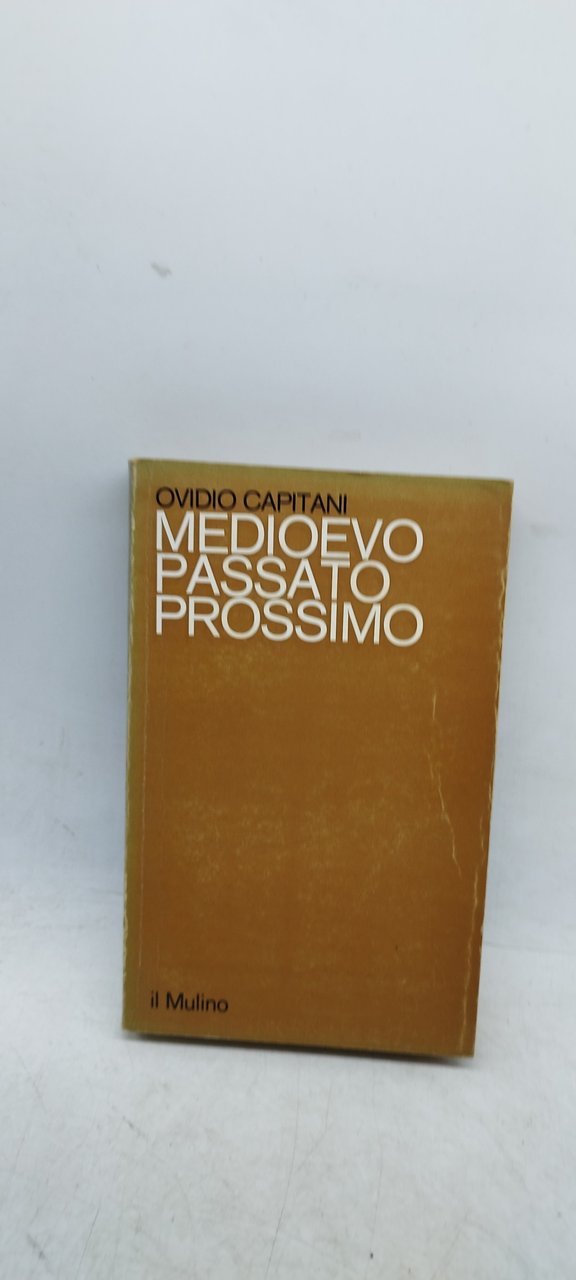 OVIDIO CAPITANI
MEDIOEVO
PASSATO
PROSSIMO
il Mulino